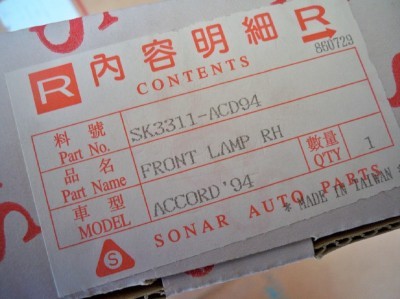 R 內容明細 R
CONTENTS 860729
料號 Part No. SK3311-ACD94
品名 Part Name FRONT LAMP RH 數量 QTY 1
車型 MODEL ACCORD'94
S SONAR AUTO PARTS
* MADE IN TAIWAN *